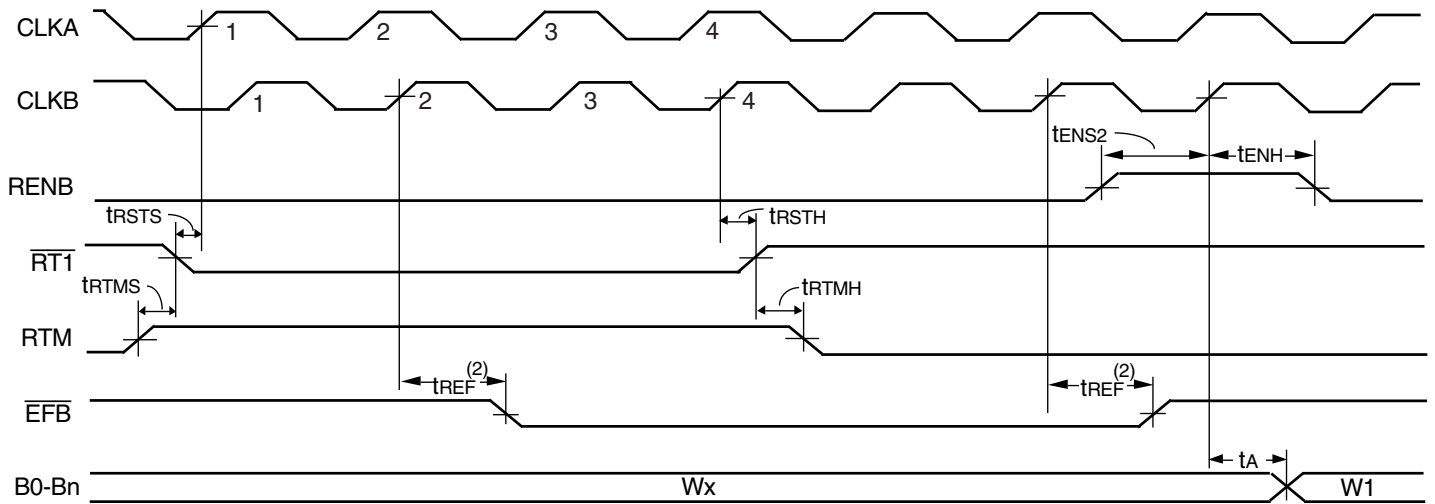 CLKA 1 2 3 4
CLKB 1 2 3 4
tENS2 tENH
RENB
tRSTS tRSTH
RT1
tRTMS tRTMH
RTM
tREF(2) tREF(2)
EFB
tA
B0-Bn Wx W1